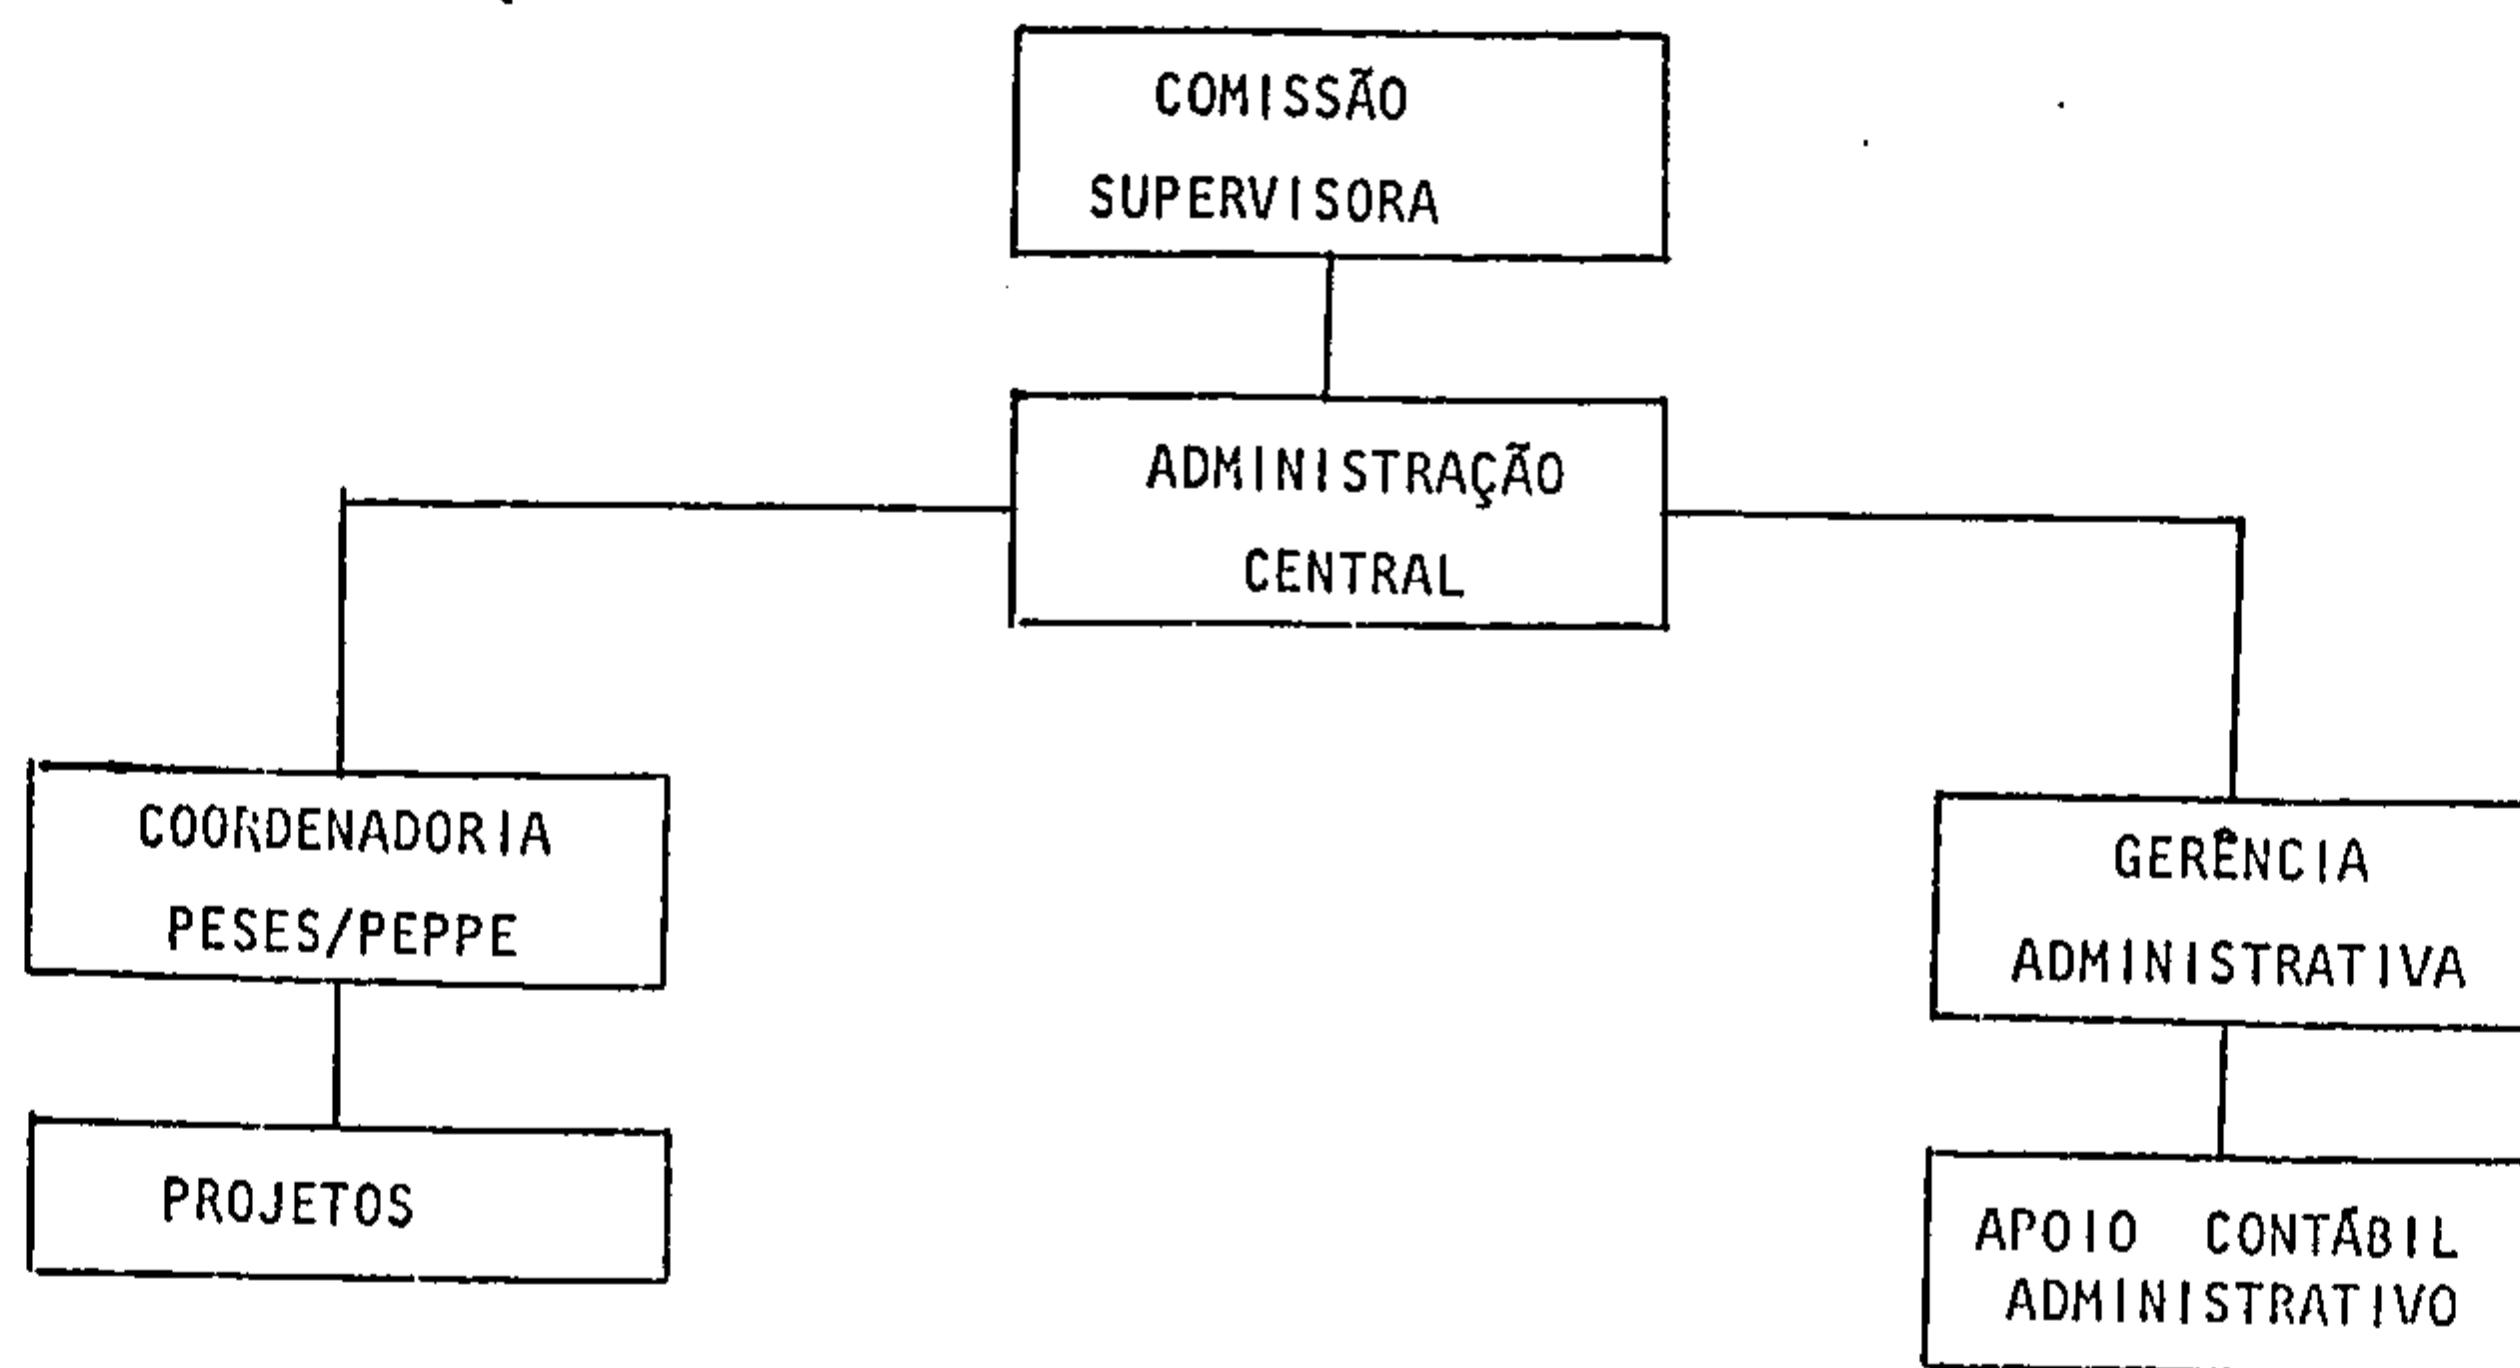 COMISSÃO
SUPERVISORA
ADMINISTRAÇÃO
CENTRAL
COORDENADORIA
PESES/PEPPE
GERÊNCIA
ADMINISTRATIVA
PROJETOS
APOIO CONTÁBIL
ADMINISTRATIVO